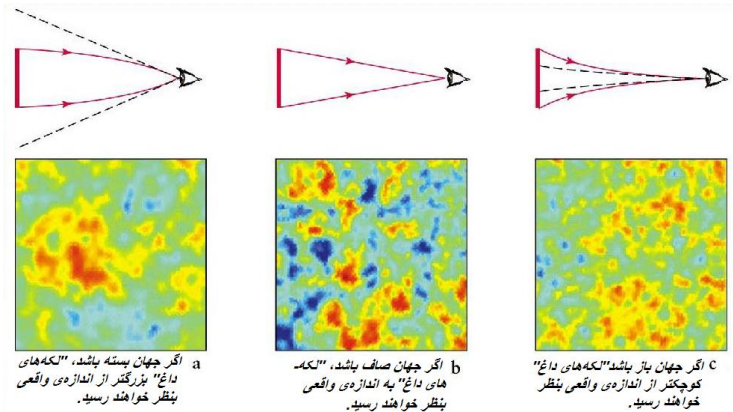 a اگر جهان بسته باشد، "لکه‌های
داغ" بزرگتر از اندازه‌ی واقعی
بنظر خواهند رسید.
b اگر جهان صاف باشد، "لکه-
های داغ" به اندازه‌ی واقعی
بنظر خواهند رسید.
c اگر جهان باز باشد"لکه‌های داغ"
کوچکتر از اندازه‌ی واقعی بنظر
خواهند رسید.